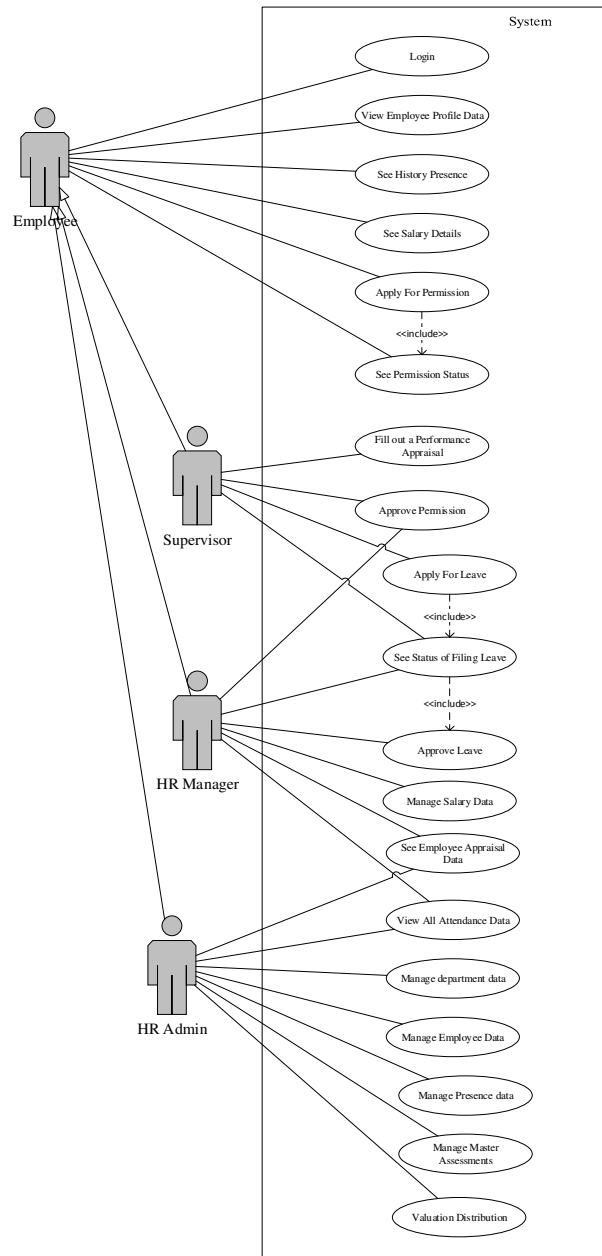 System
Login
View Employee Profile Data
See History Presence
Employee
See Salary Details
Apply For Permission
<<include>>
See Permission Status
Fill out a Performance
Appraisal
Approve Permission
Supervisor
Apply For Leave
<<include>>
See Status of Filing Leave
<<include>>
Approve Leave
HR Manager
Manage Salary Data
See Employee Appraisal
Data
View All Attendance Data
Manage department data
HR Admin
Manage Employee Data
Manage Presence data
Manage Master
Assessments
Valuation Distribution